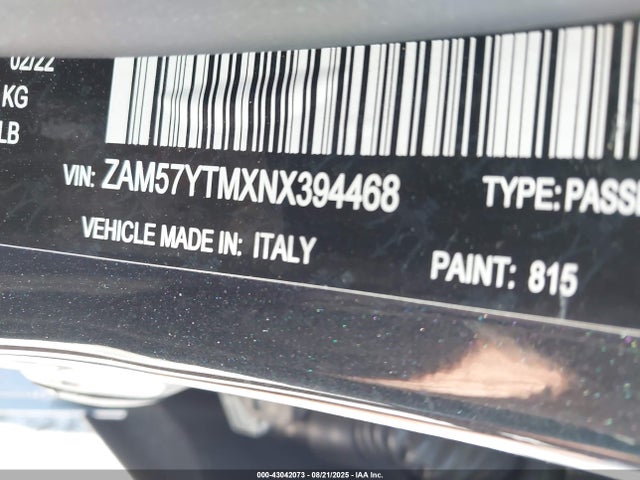 02/22
KG
LB
VIN: ZAM57YTMXNX394468
TYPE: PASSE
VEHICLE MADE IN: ITALY
PAINT: 815
000-43042073 - 08/21/2025 - IAA Inc.